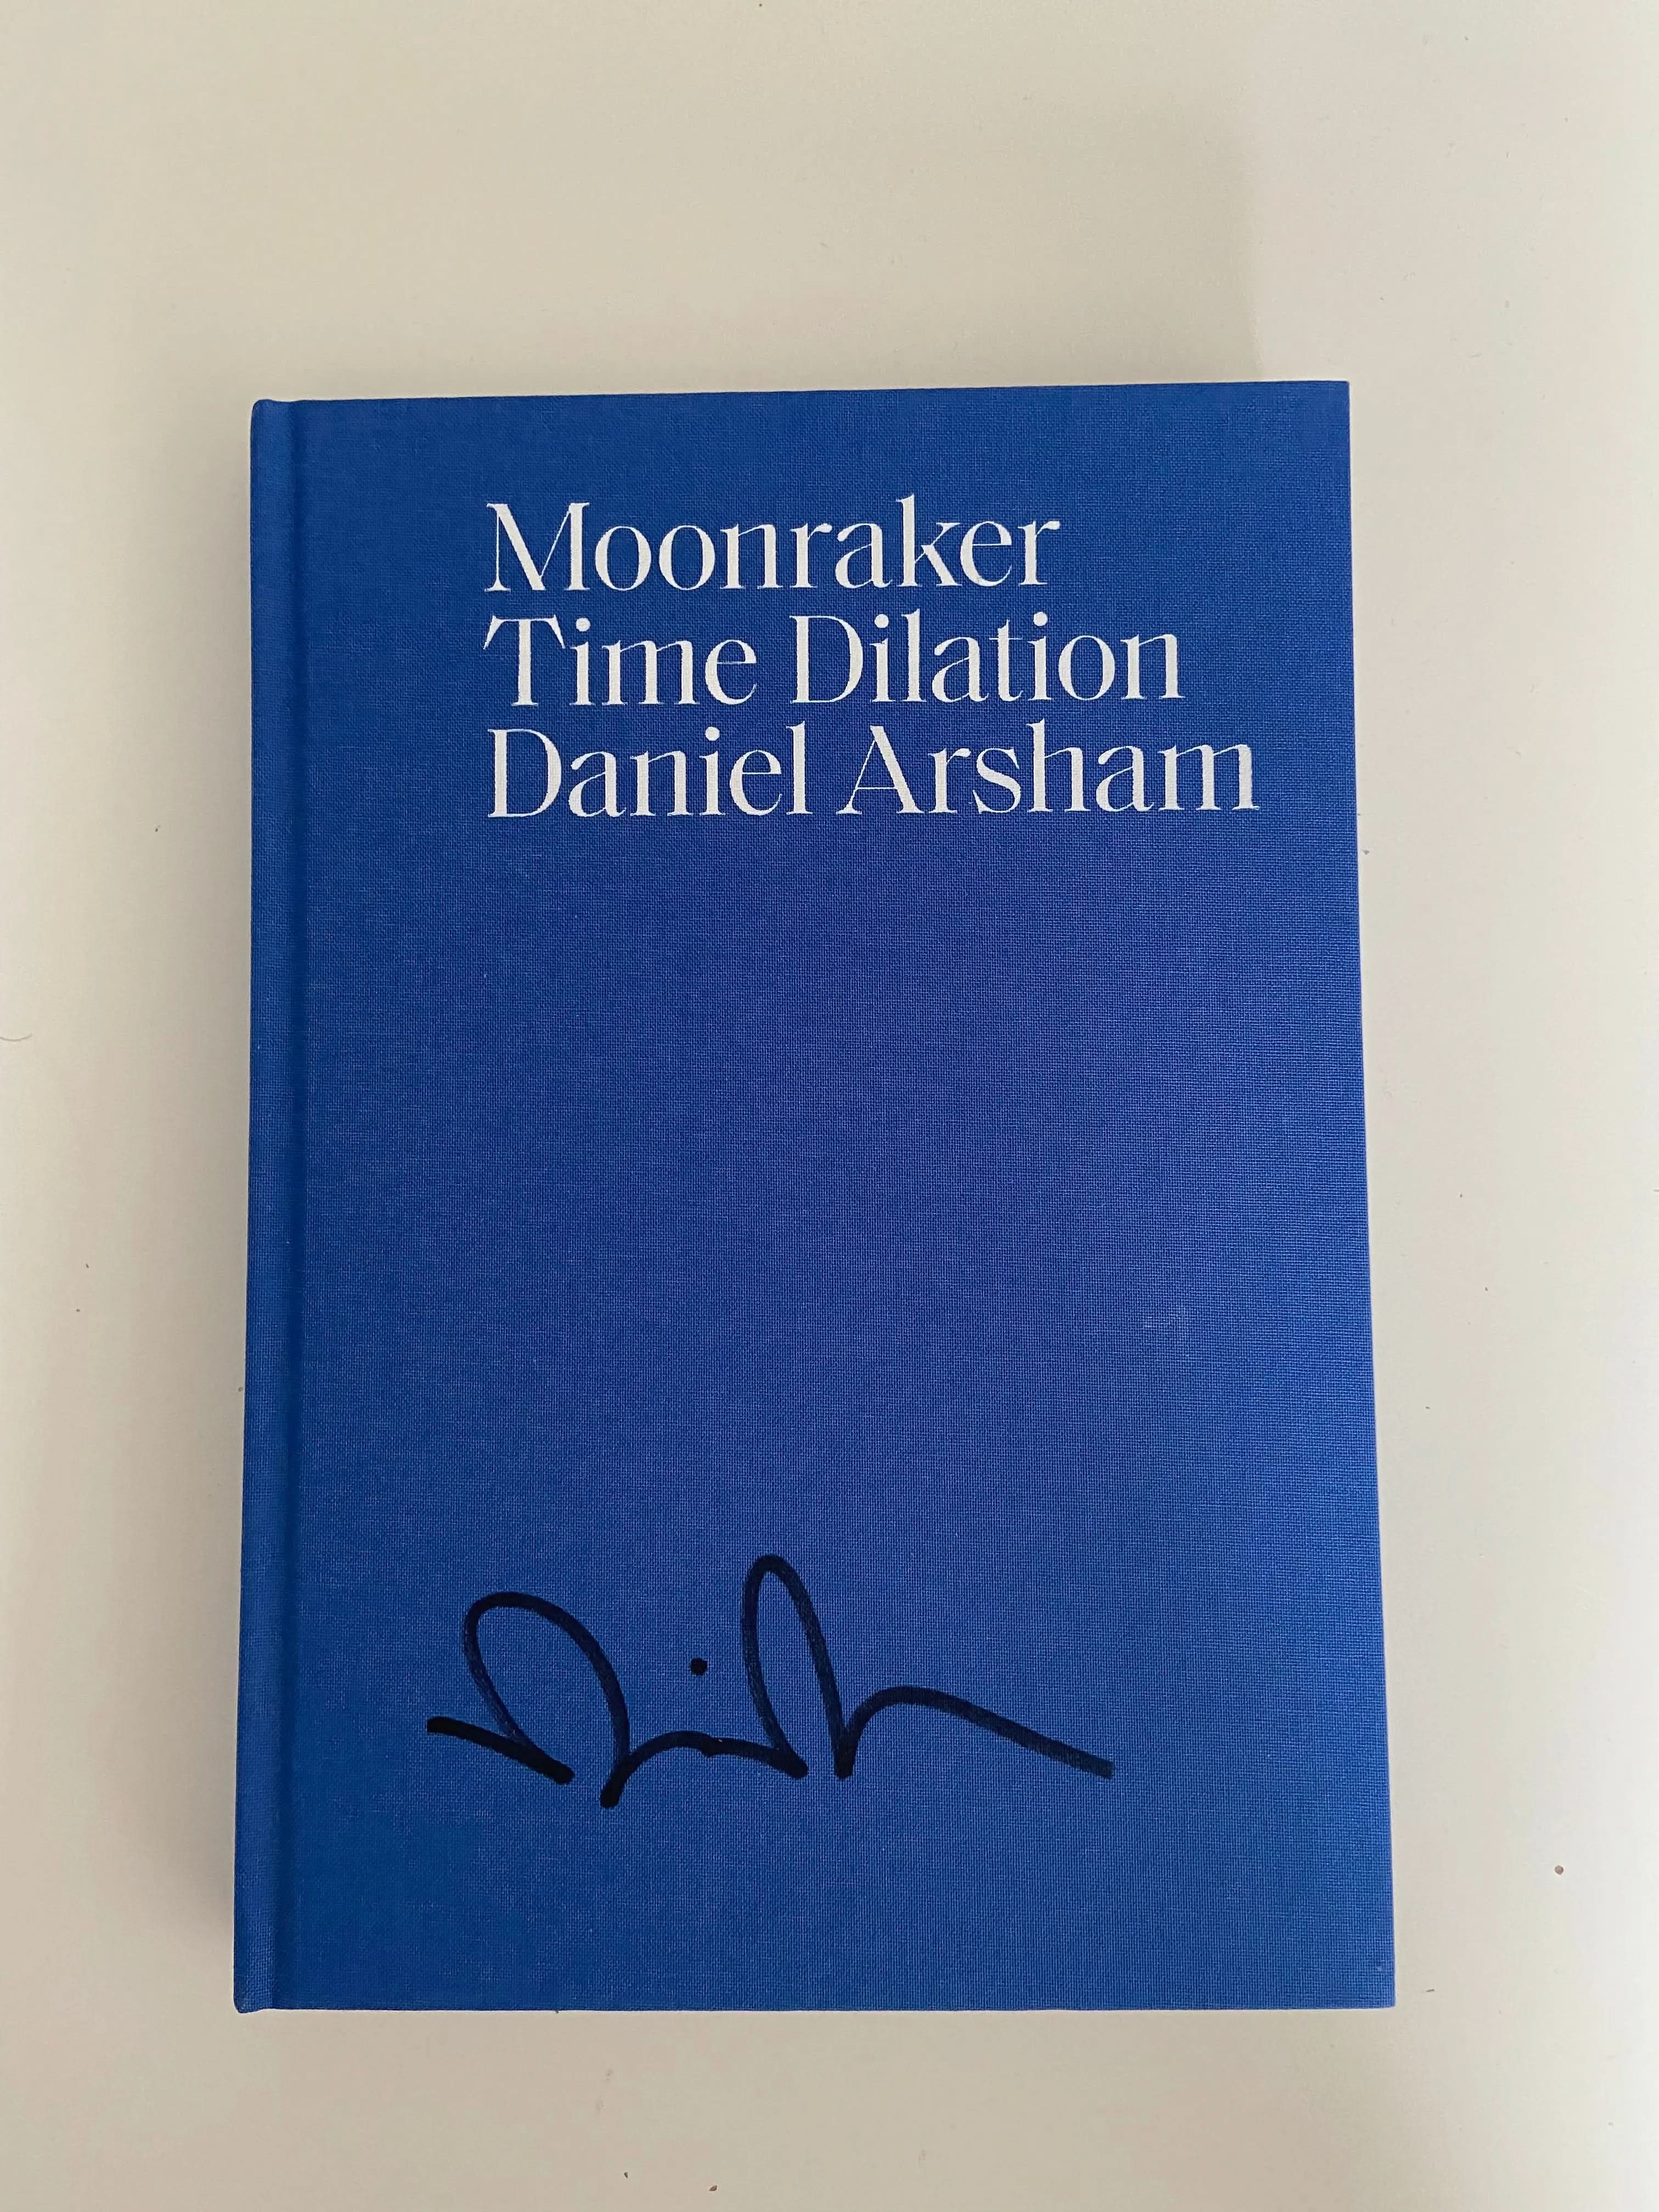 Moonraker
Time Dilation
Daniel Arsham